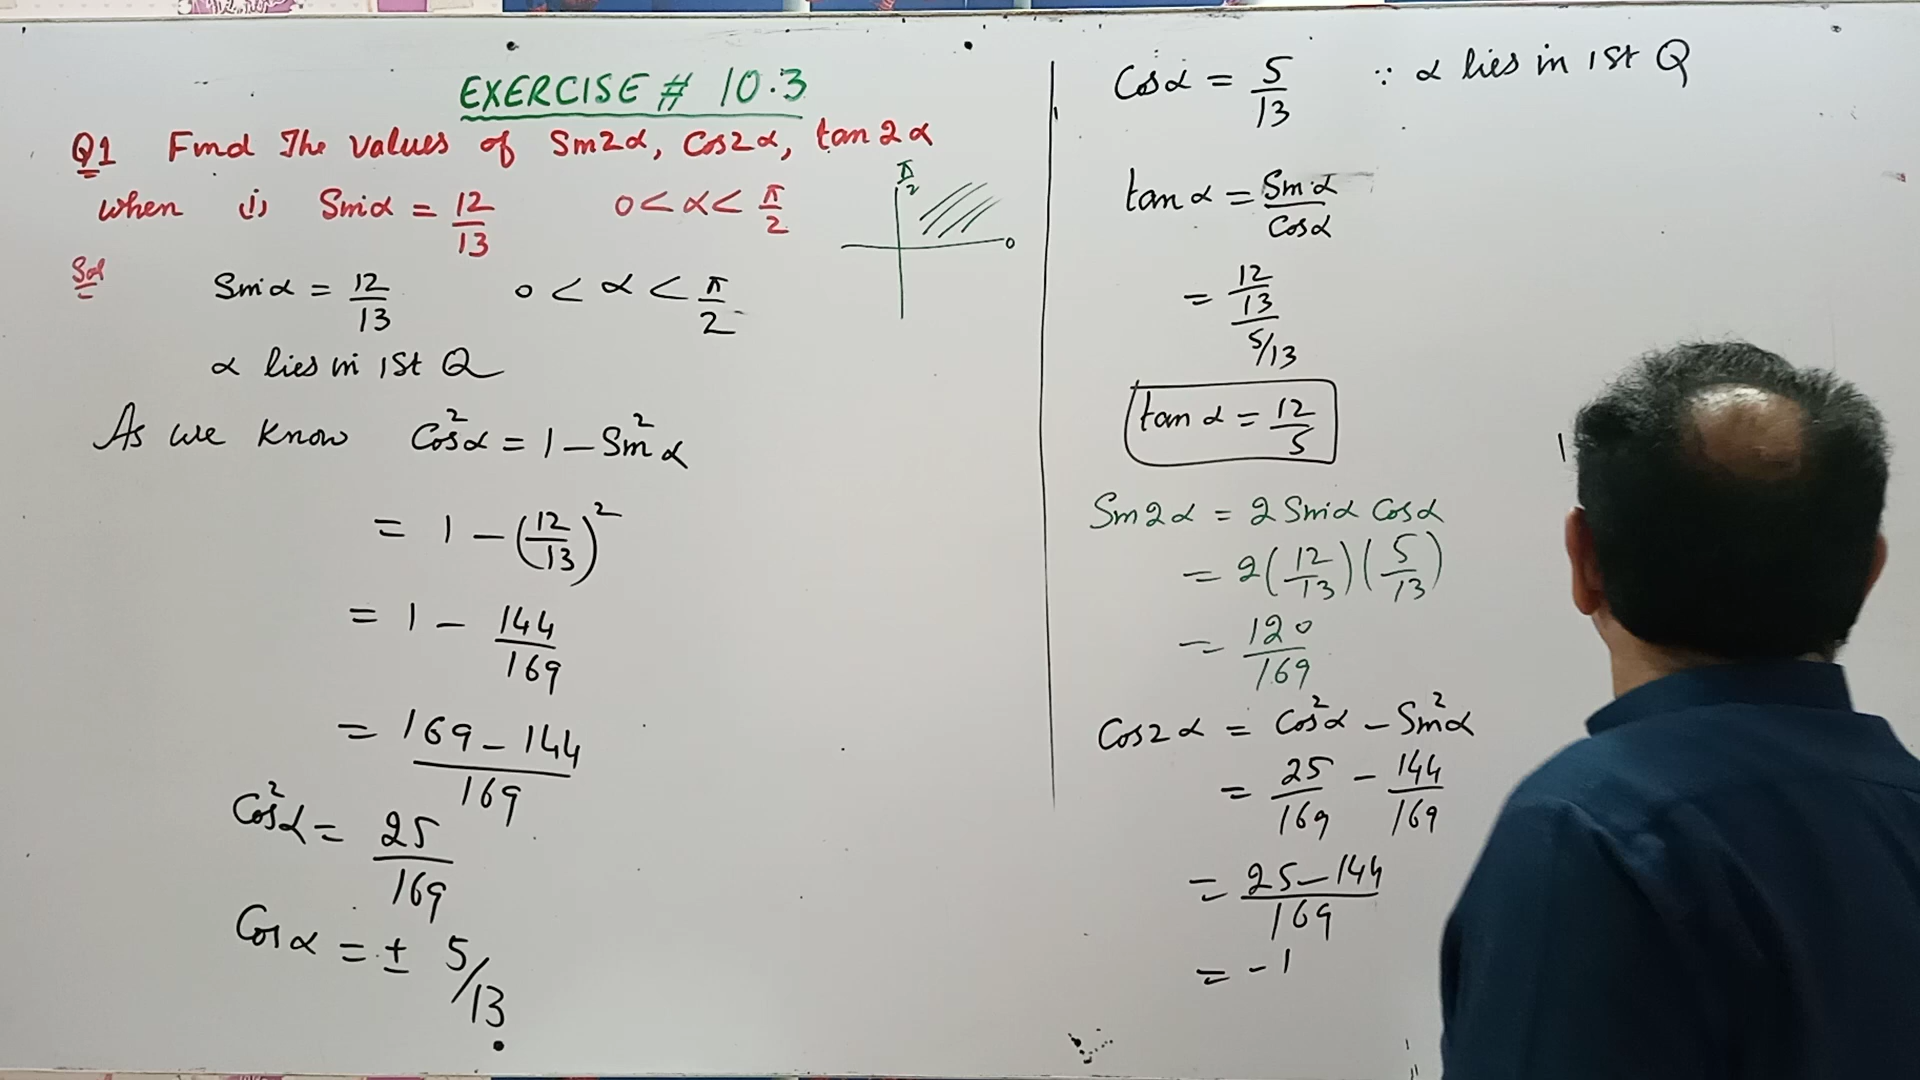 EXERCISE # 10.3
Q1 Find The values of Sin2α, Cos2α, tan2α
when i) Sinα = 12/13 0<α<π/2
π/2
0
Sol
Sinα = 12/13 0 < α < π/2
α lies in 1st Q
As we know Cos²α = 1 - Sin²α
= 1 - (12/13)²
= 1 - 144/169
= 169-144/169
Cos²α = 25/169
Cosα = ± 5/13
Cosα = 5/13 ∵ α lies in 1st Q
tanα = Sinα/Cosα
= 12/13/5/13
tanα = 12/5
Sin2α = 2 Sinα Cosα
= 2(12/13)(5/13)
= 120/169
Cos2α = Cos²α - Sin²α
= 25/169 - 144/169
= 25-144/169
= -1